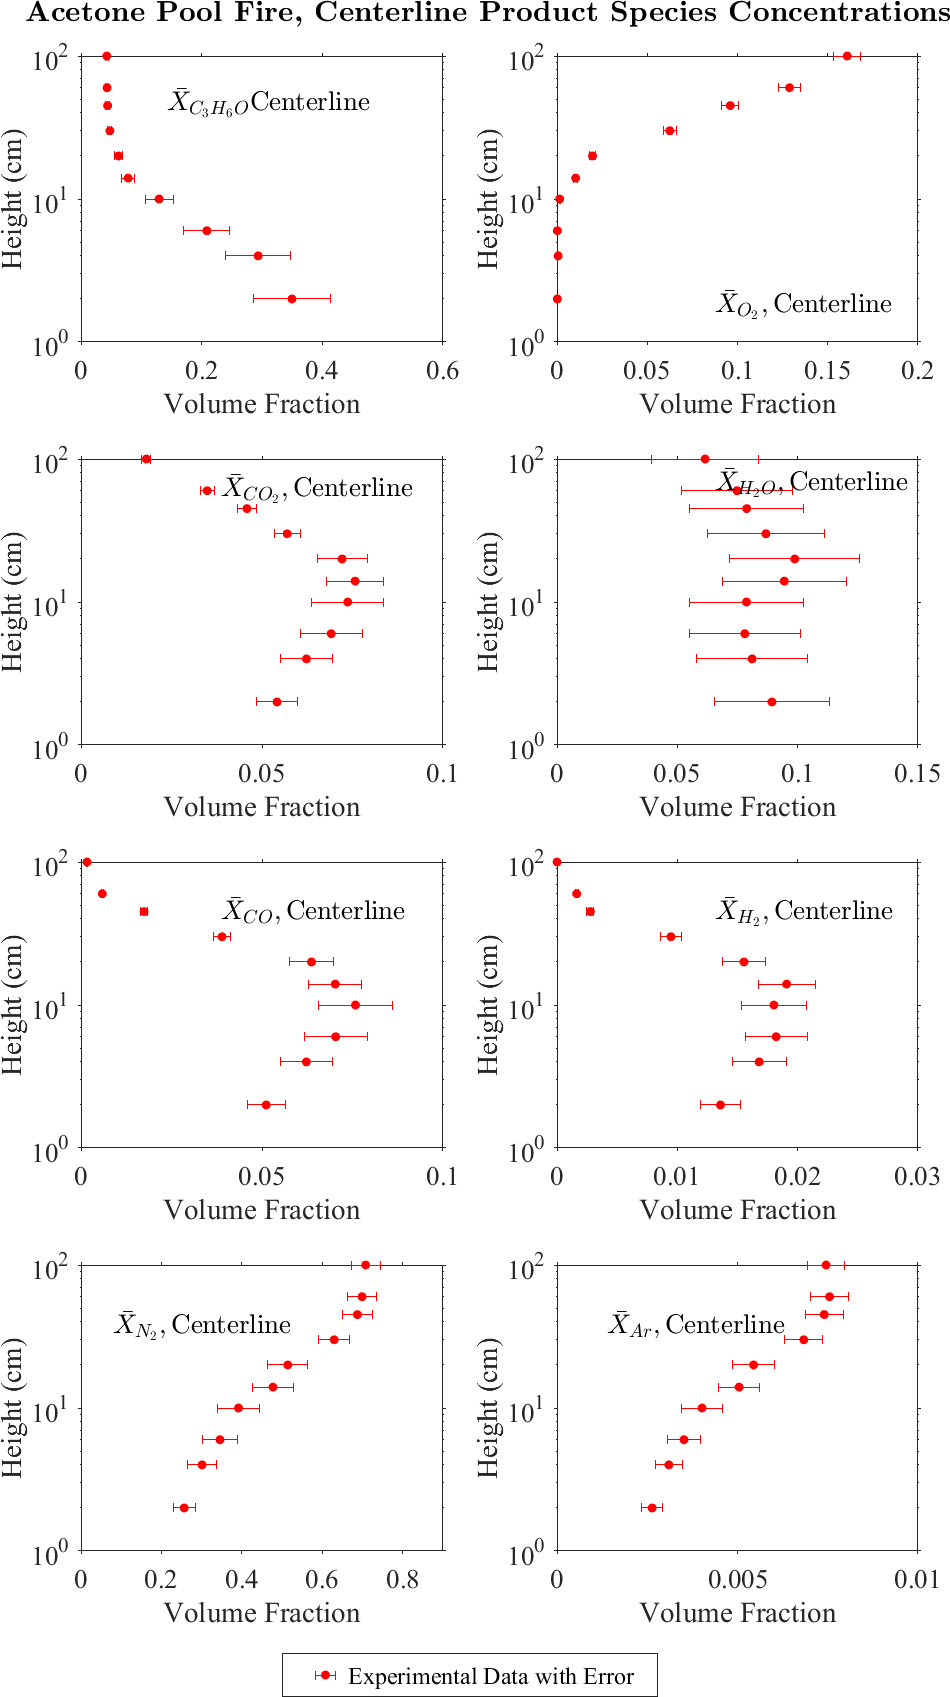 Acetone Pool Fire, Centerline Product Species Concentrations
10^2
10^1
10^0
Height (cm)
X̄_{C_3H_6O}Centerline
0 0.2 0.4 0.6
Volume Fraction
10^2
10^1
10^0
Height (cm)
X̄_{O_2}, Centerline
0 0.05 0.1 0.15 0.2
Volume Fraction
10^2
10^1
10^0
Height (cm)
X̄_{CO_2}, Centerline
0 0.05 0.1
Volume Fraction
10^2
10^1
10^0
Height (cm)
X̄_{H_2O}, Centerline
0 0.05 0.1 0.15
Volume Fraction
10^2
10^1
10^0
Height (cm)
X̄_{CO}, Centerline
0 0.05 0.1
Volume Fraction
10^2
10^1
10^0
Height (cm)
X̄_{H_2}, Centerline
0 0.01 0.02 0.03
Volume Fraction
10^2
10^1
10^0
Height (cm)
X̄_{N_2}, Centerline
0 0.2 0.4 0.6 0.8
Volume Fraction
10^2
10^1
10^0
Height (cm)
X̄_{Ar}, Centerline
0 0.005 0.01
Volume Fraction
Experimental Data with Error